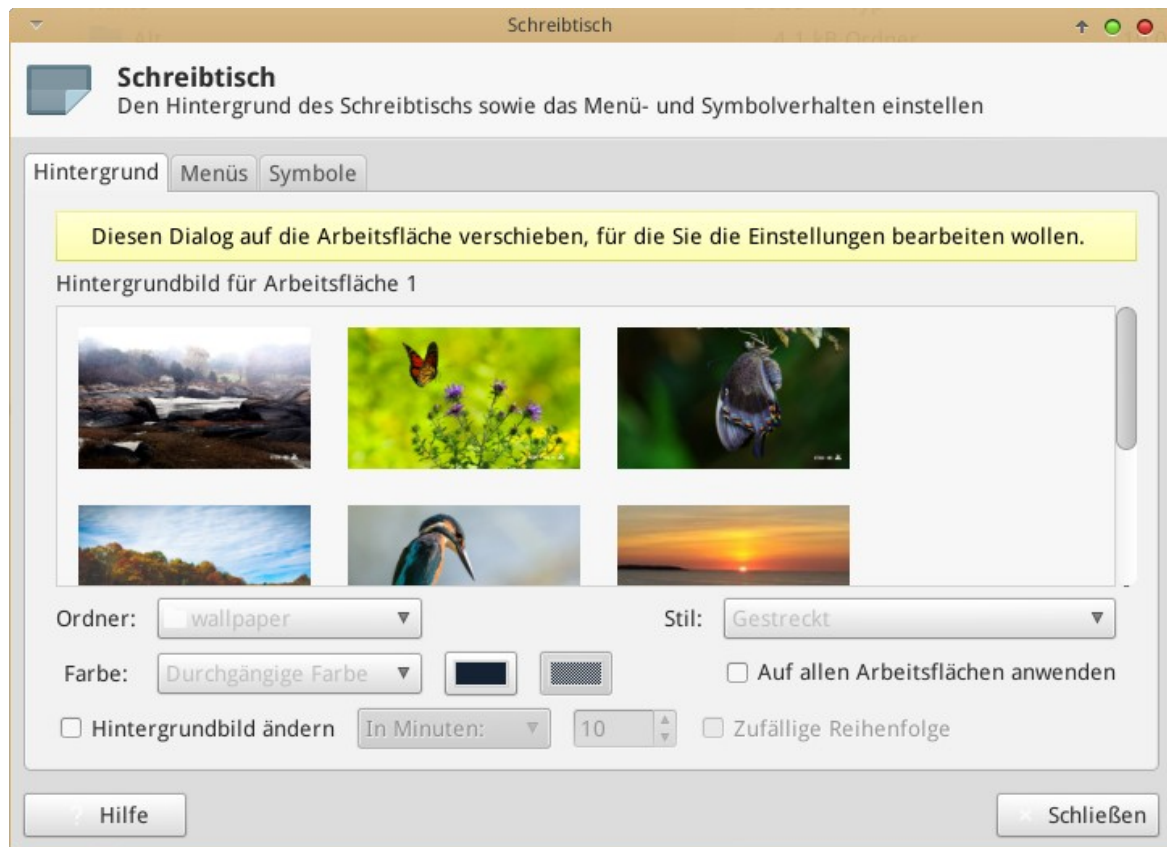 Schreibtisch
Schreibtisch
Den Hintergrund des Schreibtischs sowie das Menü- und Symbolverhalten einstellen
Hintergrund Menüs Symbole
Diesen Dialog auf die Arbeitsfläche verschieben, für die Sie die Einstellungen bearbeiten wollen.
Hintergrundbild für Arbeitsfläche 1
Ordner: wallpaper Stil: Gestreckt
Farbe: Durchgängige Farbe Auf allen Arbeitsflächen anwenden
Hintergrundbild ändern In Minuten: 10 Zufällige Reihenfolge
Hilfe Schließen